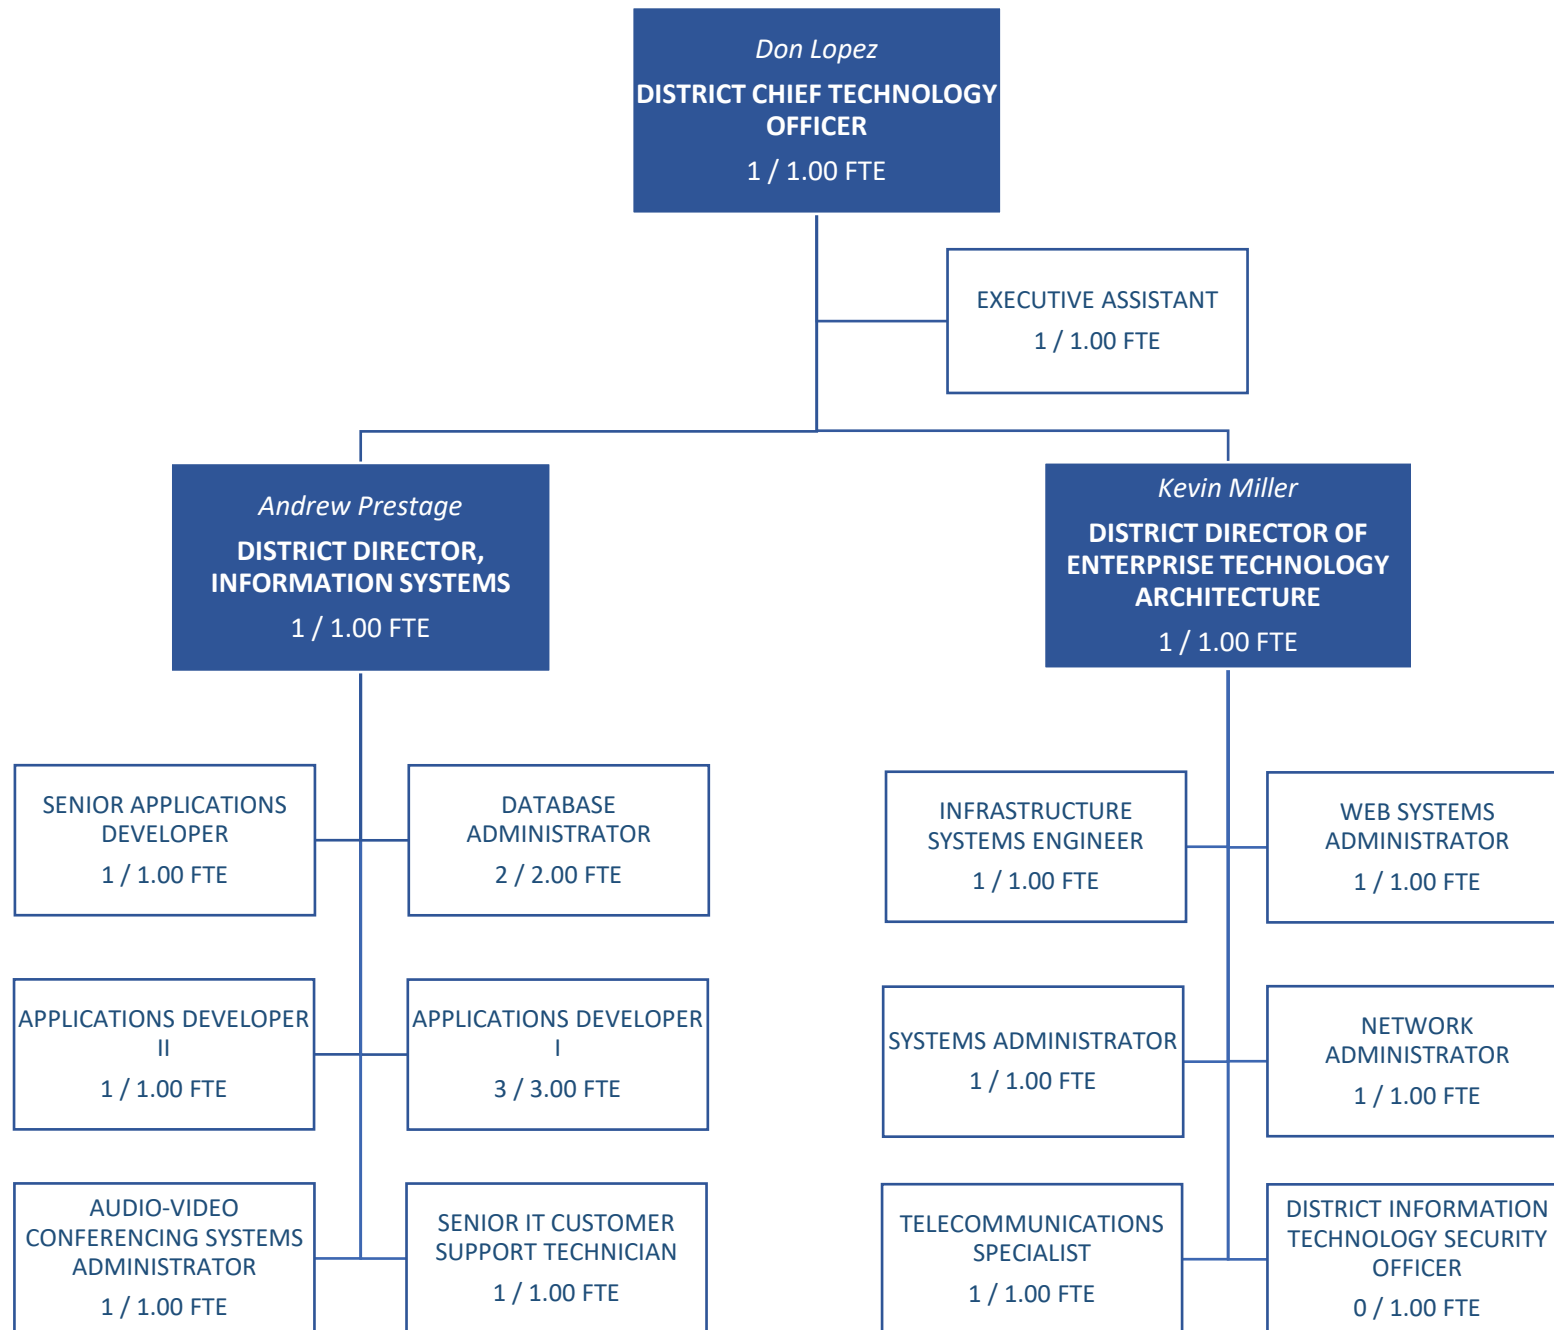 Don Lopez
DISTRICT CHIEF TECHNOLOGY
OFFICER
1 / 1.00 FTE
EXECUTIVE ASSISTANT
1 / 1.00 FTE
Andrew Prestage
DISTRICT DIRECTOR,
INFORMATION SYSTEMS
1 / 1.00 FTE
Kevin Miller
DISTRICT DIRECTOR OF
ENTERPRISE TECHNOLOGY
ARCHITECTURE
1 / 1.00 FTE
SENIOR APPLICATIONS
DEVELOPER
1 / 1.00 FTE
DATABASE
ADMINISTRATOR
2 / 2.00 FTE
INFRASTRUCTURE
SYSTEMS ENGINEER
1 / 1.00 FTE
WEB SYSTEMS
ADMINISTRATOR
1 / 1.00 FTE
APPLICATIONS DEVELOPER
II
1 / 1.00 FTE
APPLICATIONS DEVELOPER
I
3 / 3.00 FTE
SYSTEMS ADMINISTRATOR
1 / 1.00 FTE
NETWORK
ADMINISTRATOR
1 / 1.00 FTE
AUDIO-VIDEO
CONFERENCING SYSTEMS
ADMINISTRATOR
1 / 1.00 FTE
SENIOR IT CUSTOMER
SUPPORT TECHNICIAN
1 / 1.00 FTE
TELECOMMUNICATIONS
SPECIALIST
1 / 1.00 FTE
DISTRICT INFORMATION
TECHNOLOGY SECURITY
OFFICER
0 / 1.00 FTE